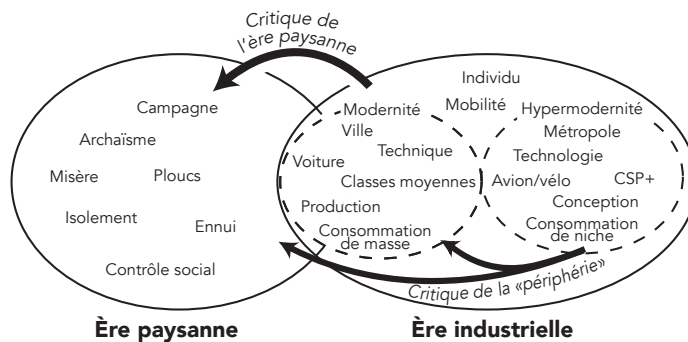 Critique de
l'ère paysanne
Campagne
Archaïsme
Misère
Ploucs
Isolement
Ennui
Contrôle social
Individu
Mobilité
Modernité
Ville
Technique
Voiture
Classes moyennes
Production
Consommation
de masse
Hypermodernité
Métropole
Technologie
Avion/vélo
CSP+
Conception
Consommation
de niche
Critique de la «périphérie»
Ère paysanne
Ère industrielle